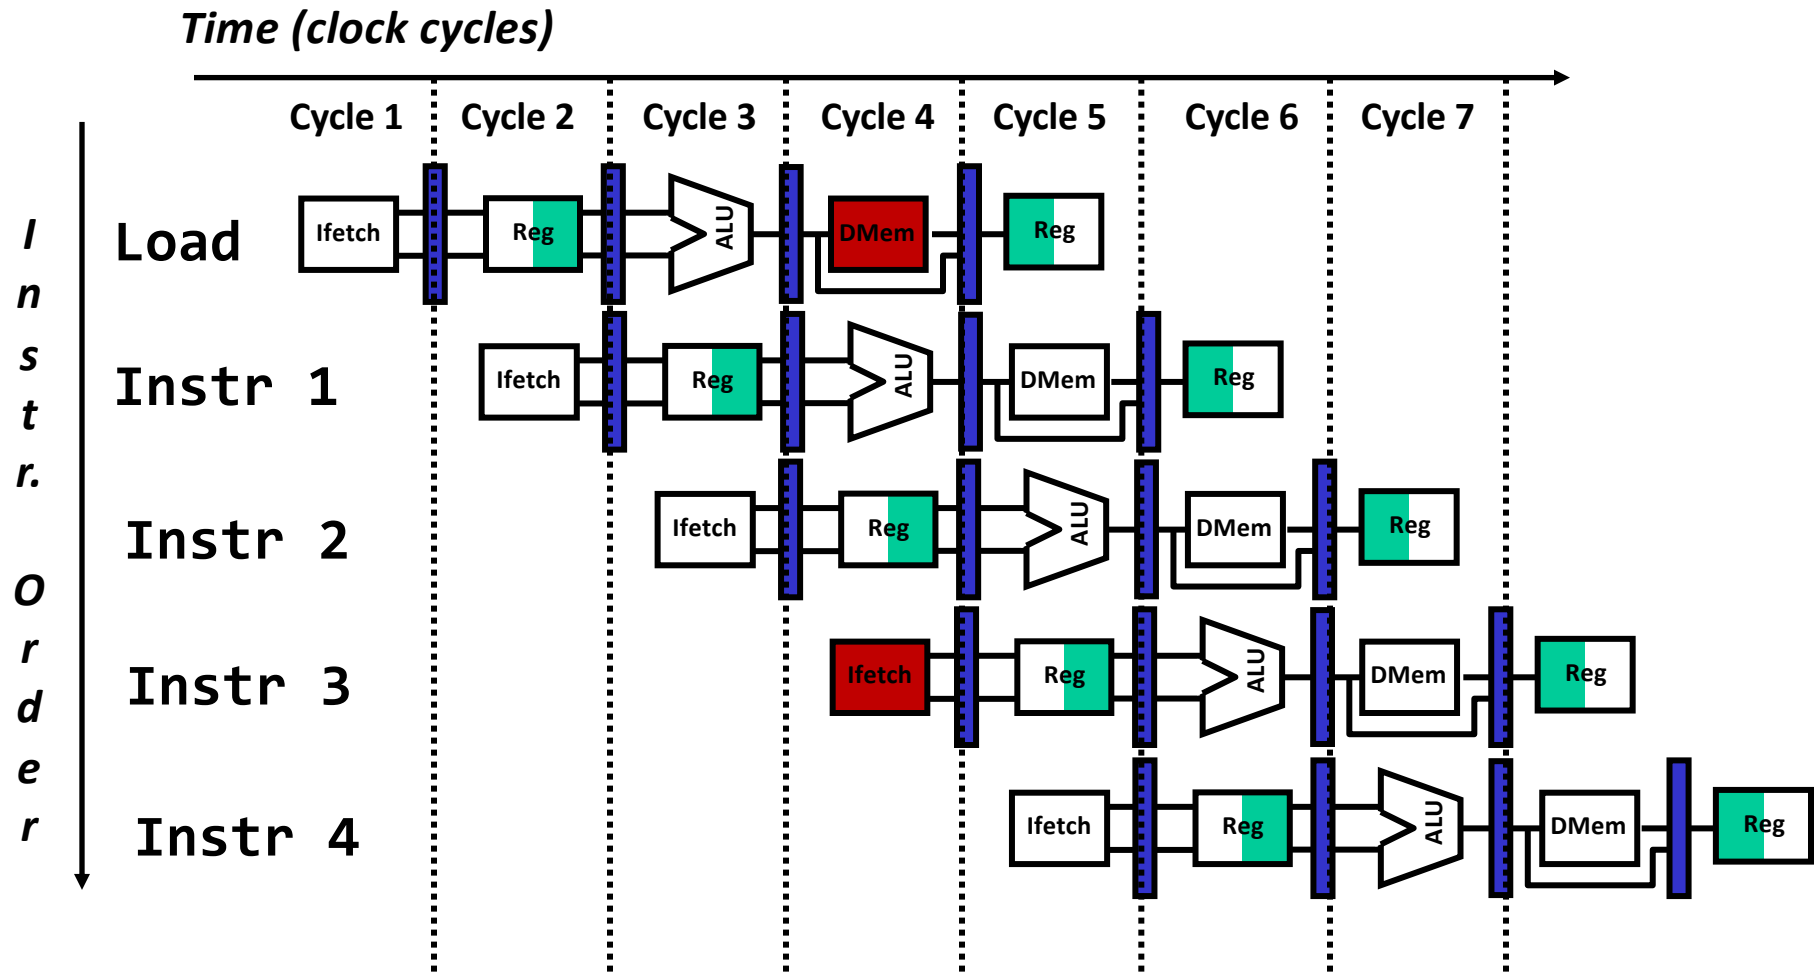 Time (clock cycles)
Cycle 1 Cycle 2 Cycle 3 Cycle 4 Cycle 5 Cycle 6 Cycle 7
Instr. Order
Load Ifetch Reg ALU DMem Reg
Instr 1 Ifetch Reg ALU DMem Reg
Instr 2 Ifetch Reg ALU DMem Reg
Instr 3 Ifetch Reg ALU DMem Reg
Instr 4 Ifetch Reg ALU DMem Reg